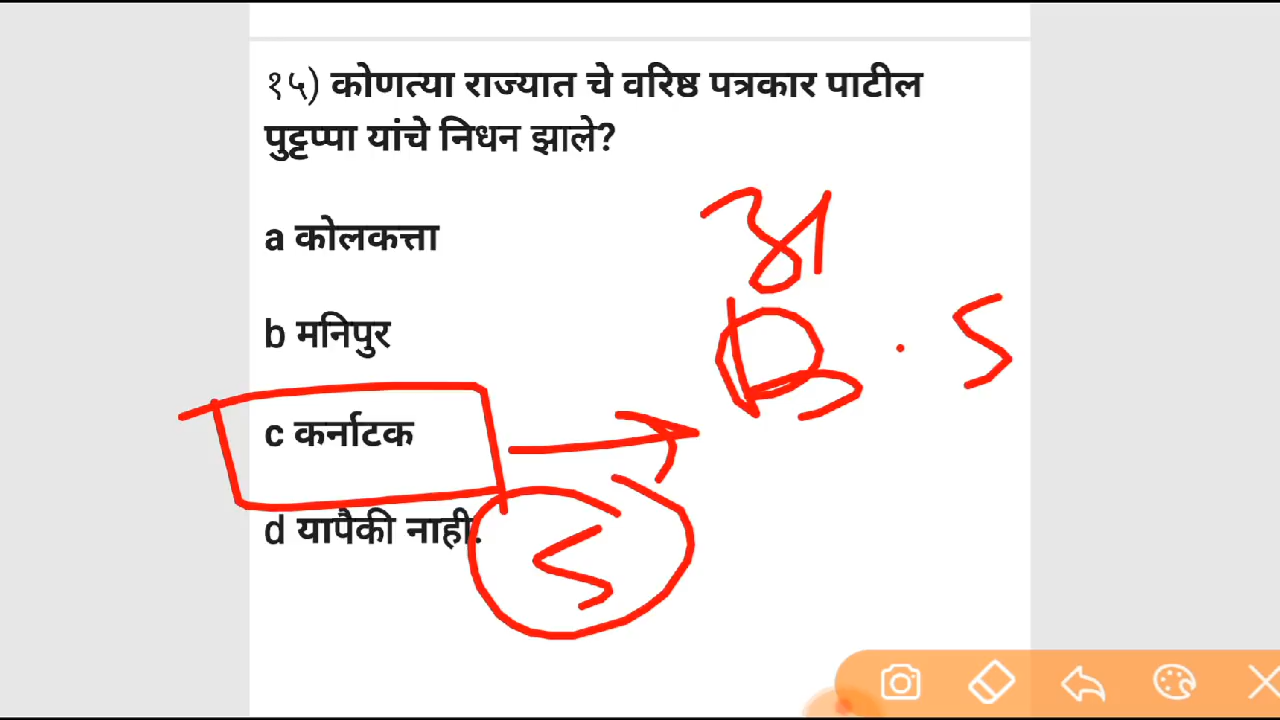 १५) कोणत्या राज्यात चे वरिष्ठ पत्रकार पाटील
पुट्टप्पा यांचे निधन झाले?
a कोलकत्ता
b मनिपुर
c कर्नाटक
d यापैकी नाही.